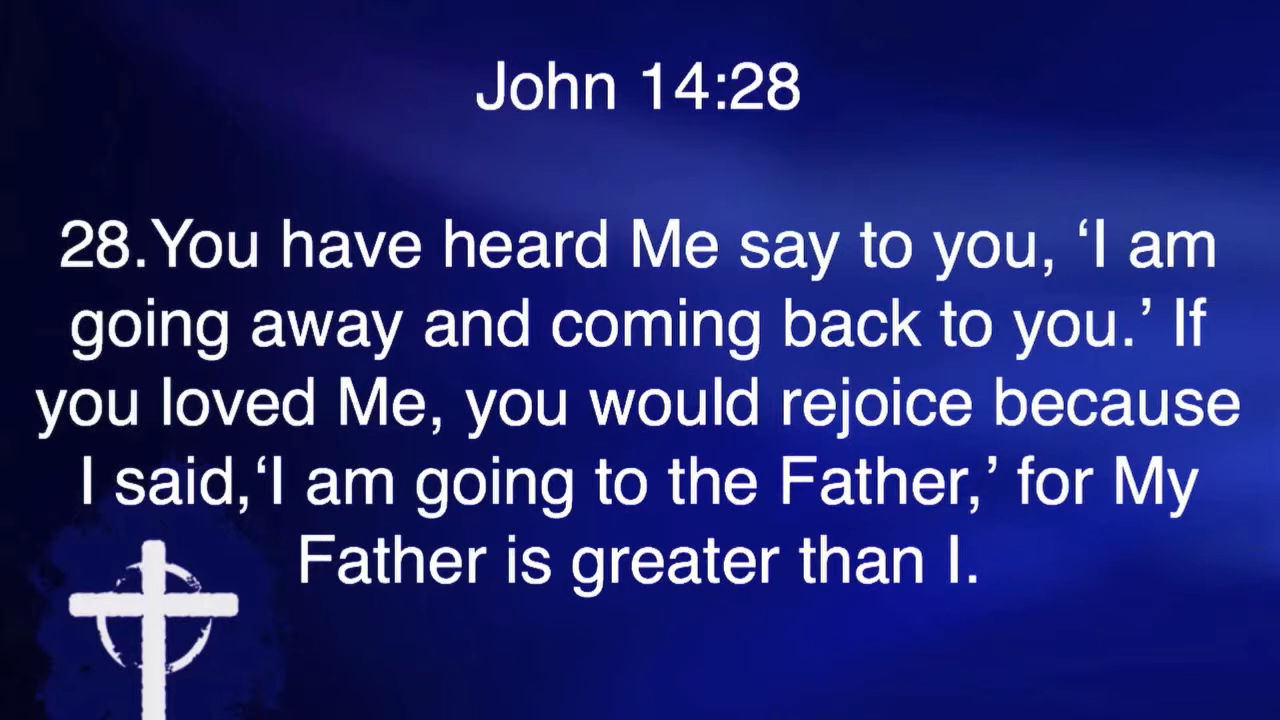 John 14:28
28.You have heard Me say to you, ‘I am
going away and coming back to you.’ If
you loved Me, you would rejoice because
I said,‘I am going to the Father,’ for My
Father is greater than I.